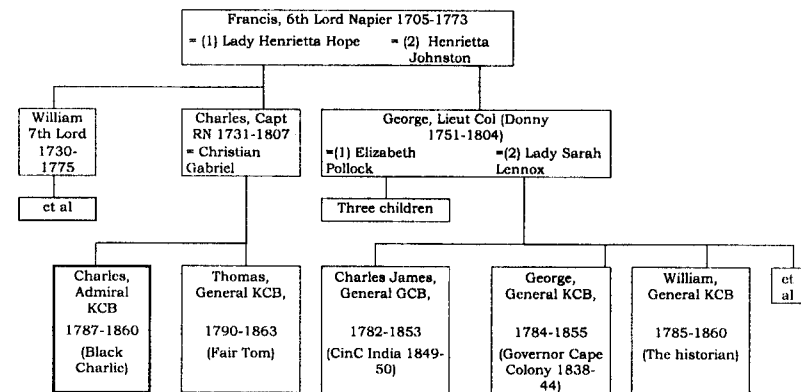 Francis, 6th Lord Napier 1705-1773
= (1) Lady Henrietta Hope
= (2) Henrietta
Johnston
William
7th Lord
1730-
1775
et al
Charles, Capt
RN 1731-1807
= Christian
Gabriel
George, Lieut Col (Donny
1751-1804)
=(1) Elizabeth
Pollock
=(2) Lady Sarah
Lennox
Three children
Charles,
Admiral
KCB
1787-1860
(Black
Charlie)
Thomas,
General KCB,
1790-1863
(Fair Tom)
Charles James,
General GCB,
1782-1853
(CinC India 1849-
50)
George,
General KCB,
1784-1855
(Governor Cape
Colony 1838-
44)
William,
General KCB
1785-1860
(The historian)
et
al